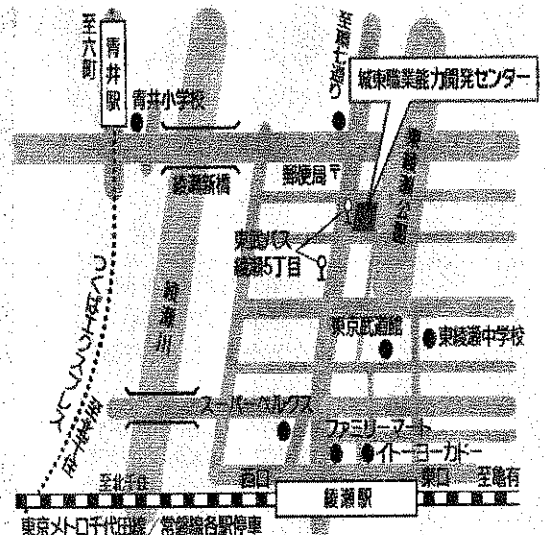 至六町
青井駅
青井小学校
至環七通り
城東職業能力開発センター
綾瀬新橋
郵便局〒
東綾瀬公園
東武バス
綾瀬5丁目
つくばエクスプレス
至北千住
綾瀬川
東京武道館
東綾瀬中学校
スーパーベルクス
ファミリーマート
イトーヨーカドー
至北千住
西口
綾瀬駅
東口
至亀有
東京メトロ千代田線／常磐線各駅停車